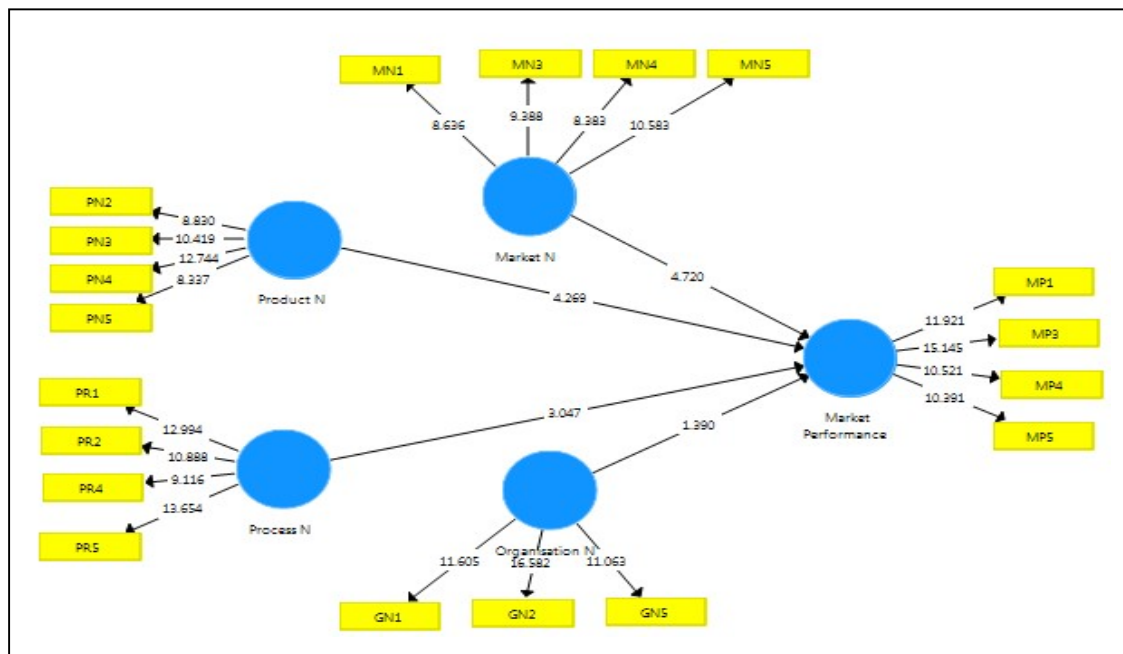 MN1
MN3
MN4
MN5
8.636
9.388
8.383
10.583
Market N
PN2
PN3
PN4
PN5
8.830
10.419
12.744
8.337
Product N
4.720
4.269
MP1
MP3
MP4
MP5
11.921
15.145
10.521
10.391
Market
Performance
PR1
PR2
PR4
PR5
12.994
10.888
9.116
13.654
Process N
3.047
1.390
Organisation N
11.605
16.582
11.063
GN1
GN2
GN5